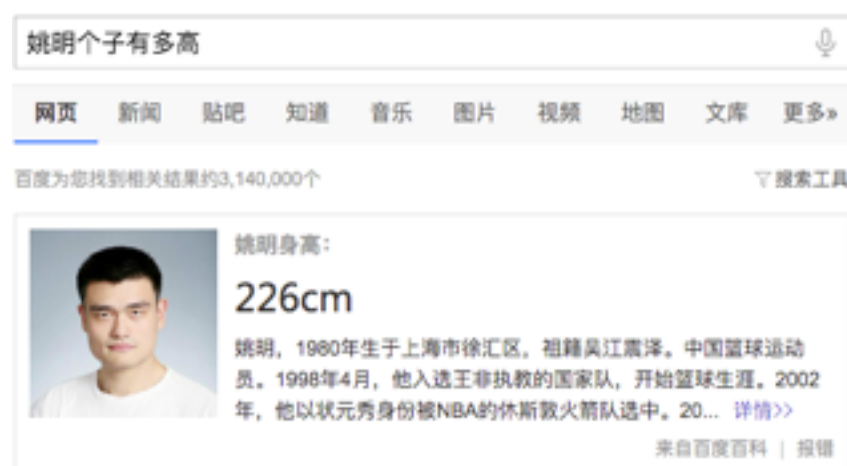 姚明个子有多高
网页 新闻 贴吧 知道 音乐 图片 视频 地图 文库 更多»
百度为您找到相关结果约3,140,000个 搜索工具
姚明身高:
226cm
姚明，1980年生于上海市徐汇区，祖籍吴江震泽。中国篮球运动
员。1998年4月，他入选王非执教的国家队，开始篮球生涯。2002
年，他以状元秀身份被NBA的休斯敦火箭队选中。20... 详情>>
来自百度百科 | 报错